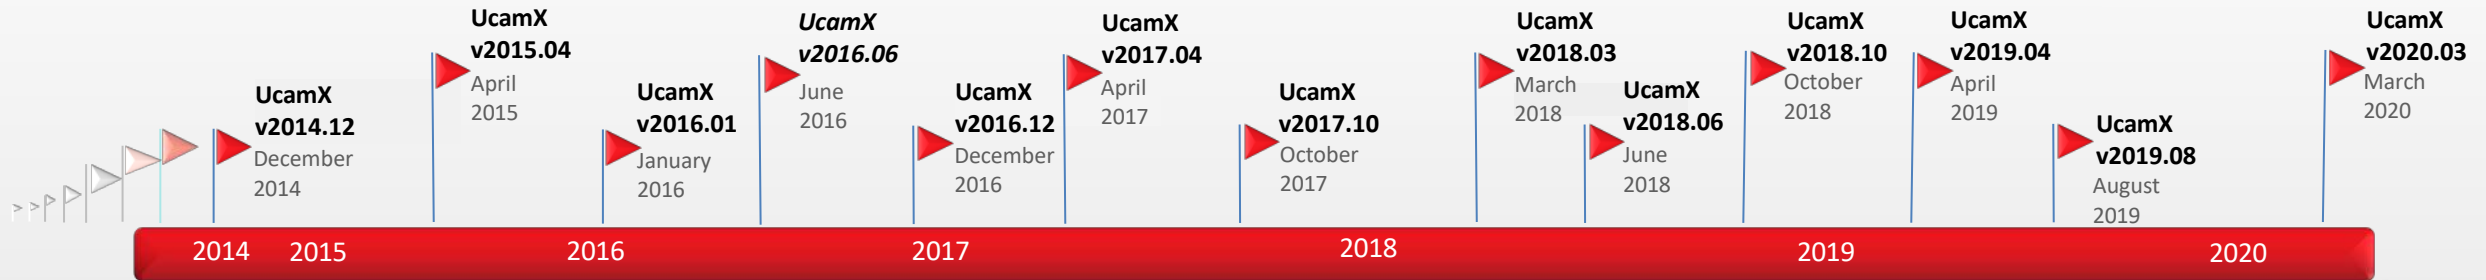 UcamX
v2014.12
December
2014
UcamX
v2015.04
April
2015
UcamX
v2016.01
January
2016
UcamX
v2016.06
June
2016
UcamX
v2016.12
December
2016
UcamX
v2017.04
April
2017
UcamX
v2017.10
October
2017
UcamX
v2018.03
March
2018
UcamX
v2018.06
June
2018
UcamX
v2018.10
October
2018
UcamX
v2019.04
April
2019
UcamX
v2019.08
August
2019
UcamX
v2020.03
March
2020
2014 2015 2016 2017 2018 2019 2020